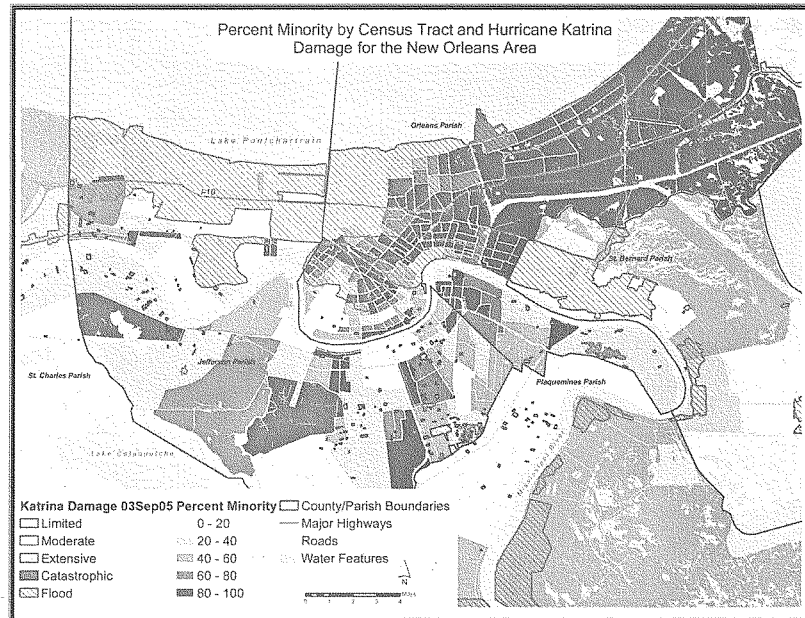 Percent Minority by Census Tract and Hurricane Katrina
Damage for the New Orleans Area
Orleans Parish
Lake Pontchartrain
I-10
St. Bernard Parish
Jefferson Parish
St. Charles Parish
Plaquemines Parish
Katrina Damage 03Sep05
Limited
Moderate
Extensive
Catastrophic
Flood
Percent Minority
0 - 20
20 - 40
40 - 60
60 - 80
80 - 100
County/Parish Boundaries
Major Highways
Roads
Water Features
N
0
2
4